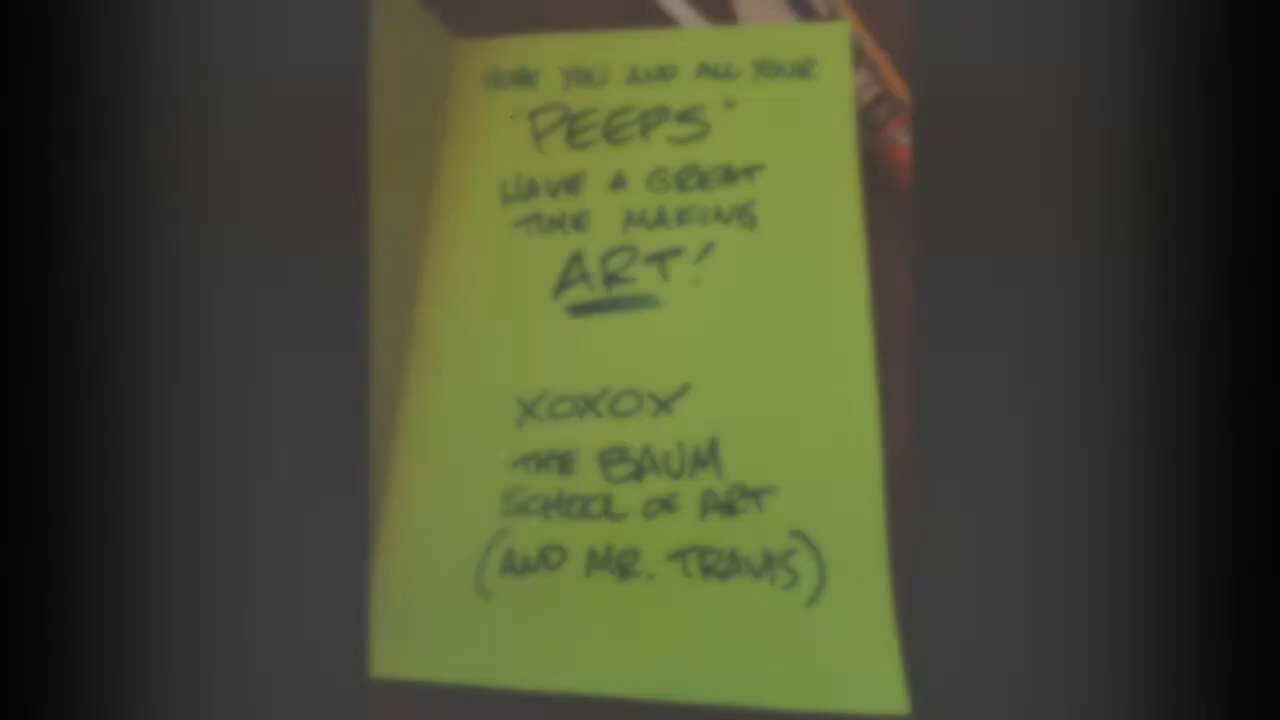 HOPE YOU AND ALL YOUR
"PEEPS"
HAVE A GREAT
TIME MAKING
ART!
XOXOX
THE BAUM
SCHOOL OF ART
(AND MR. TRAVIS)